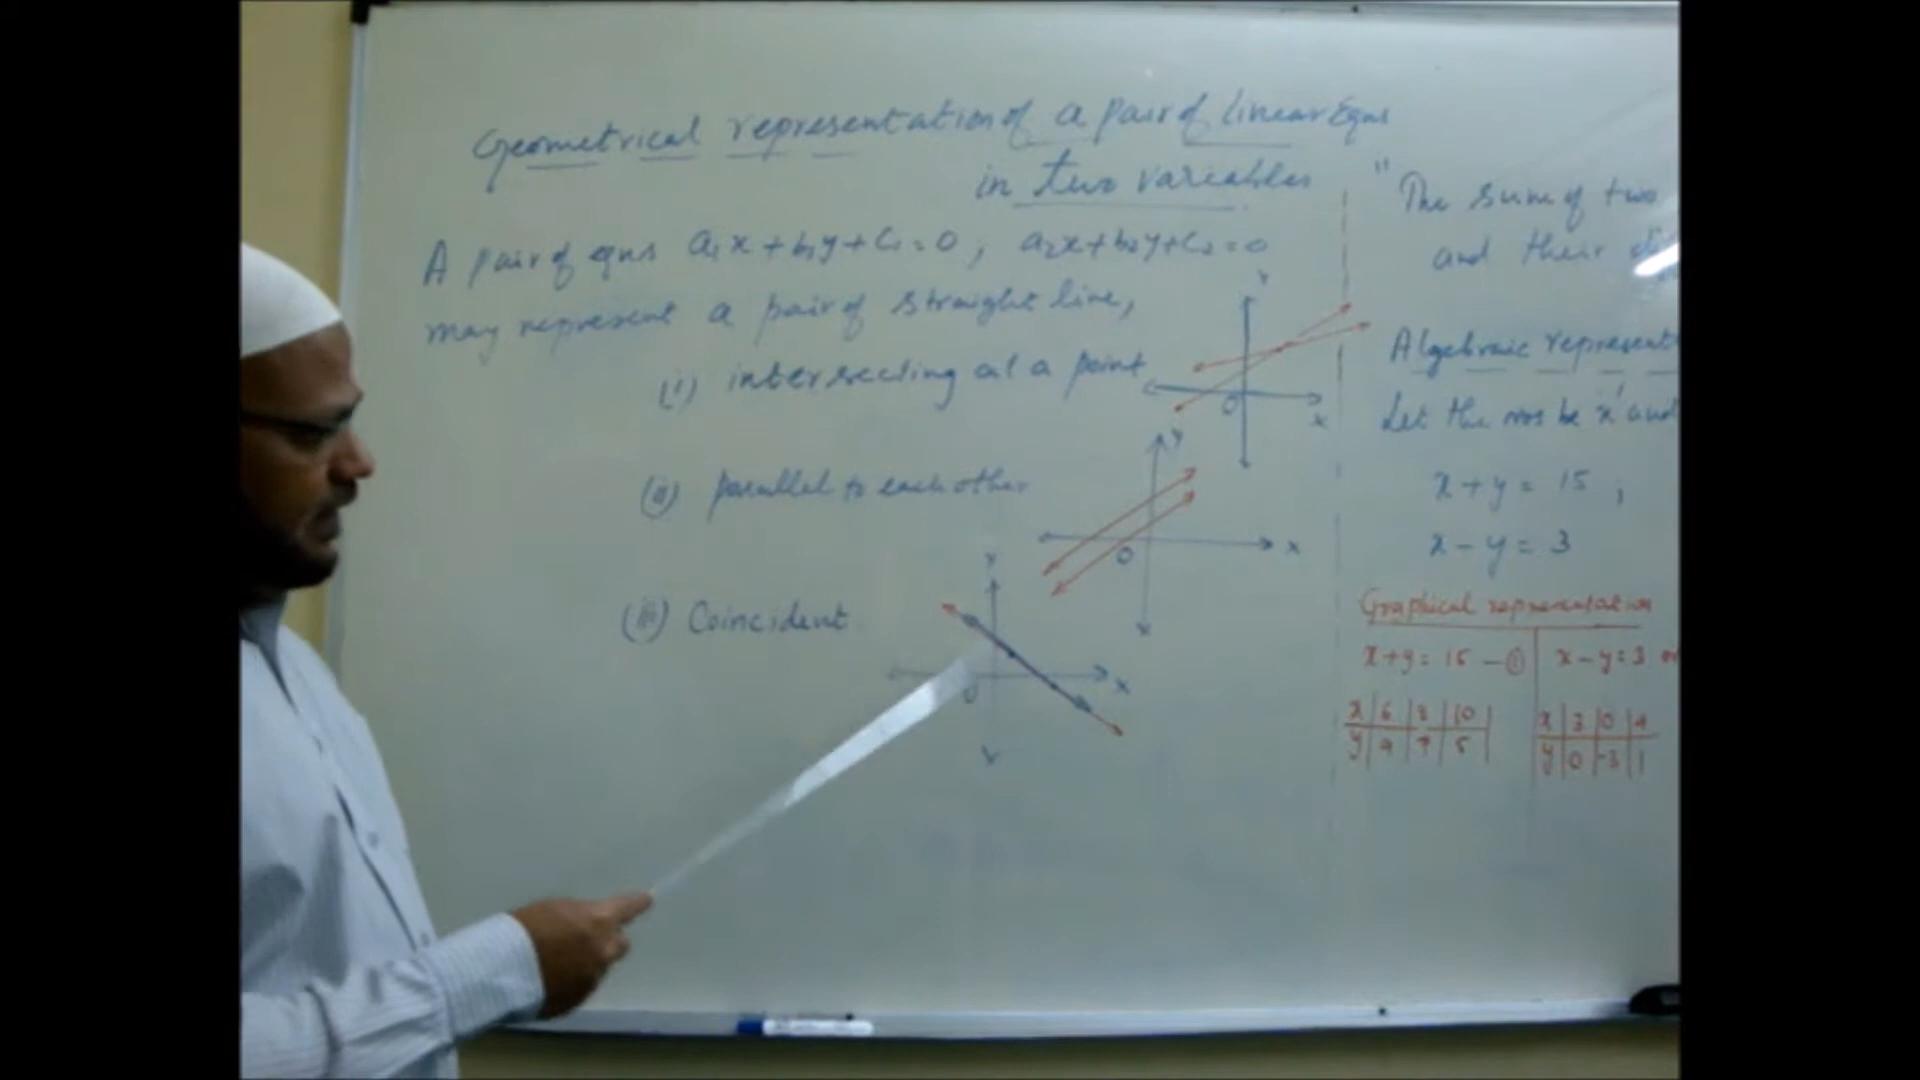 Geometrical representation of a pair of linear Eqns
in two variables
A pair of eqns a₁x + b₁y + c₁ = 0 , a₂x + b₂y + c₂ = 0
may represent a pair of straight line,
(i) intersecting at a point
Y
O
X
(ii) parallel to each other
Y
O
X
(iii) Coincident
Y
O
X
"The sum of two
and their
Algebraic represent
Let the nos be 'x' and
x + y = 15 ;
x - y = 3
Graphical representation
x + y = 15 - ①
x | 6 | 8 | 10
y | 9 | 7 | 5
x - y = 3 or
x | 3 | 0 | 4
y | 0 | -3 | 1